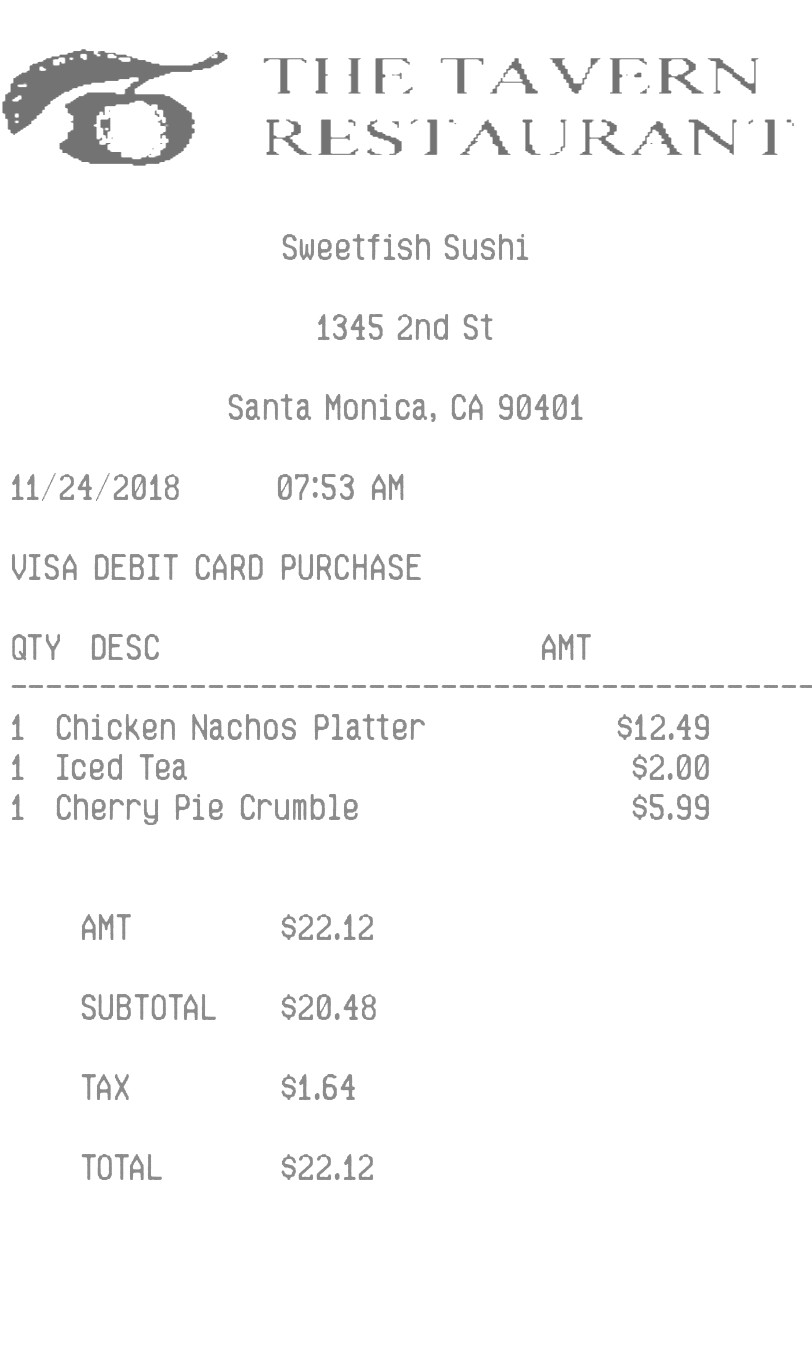 THE TAVERN
RESTAURANT
Sweetfish Sushi
1345 2nd St
Santa Monica, CA 90401
11/24/2018 07:53 AM
VISA DEBIT CARD PURCHASE
QTY DESC AMT
1 Chicken Nachos Platter $12.49
1 Iced Tea $2.00
1 Cherry Pie Crumble $5.99
AMT $22.12
SUBTOTAL $20.48
TAX $1.64
TOTAL $22.12